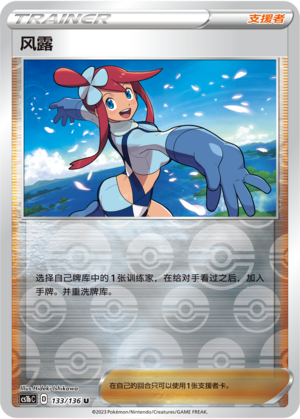 TRAINER
支援者
风露
选择自己牌库中的1张训练家，在给对手看过之后，加入
手牌。并重洗牌库。
Illus. Hideki Ishikawa
CS1bC D 133/136 U
在自己的回合只可以使用1张支援者卡。
©2023 Pokémon/Nintendo/Creatures/GAME FREAK.